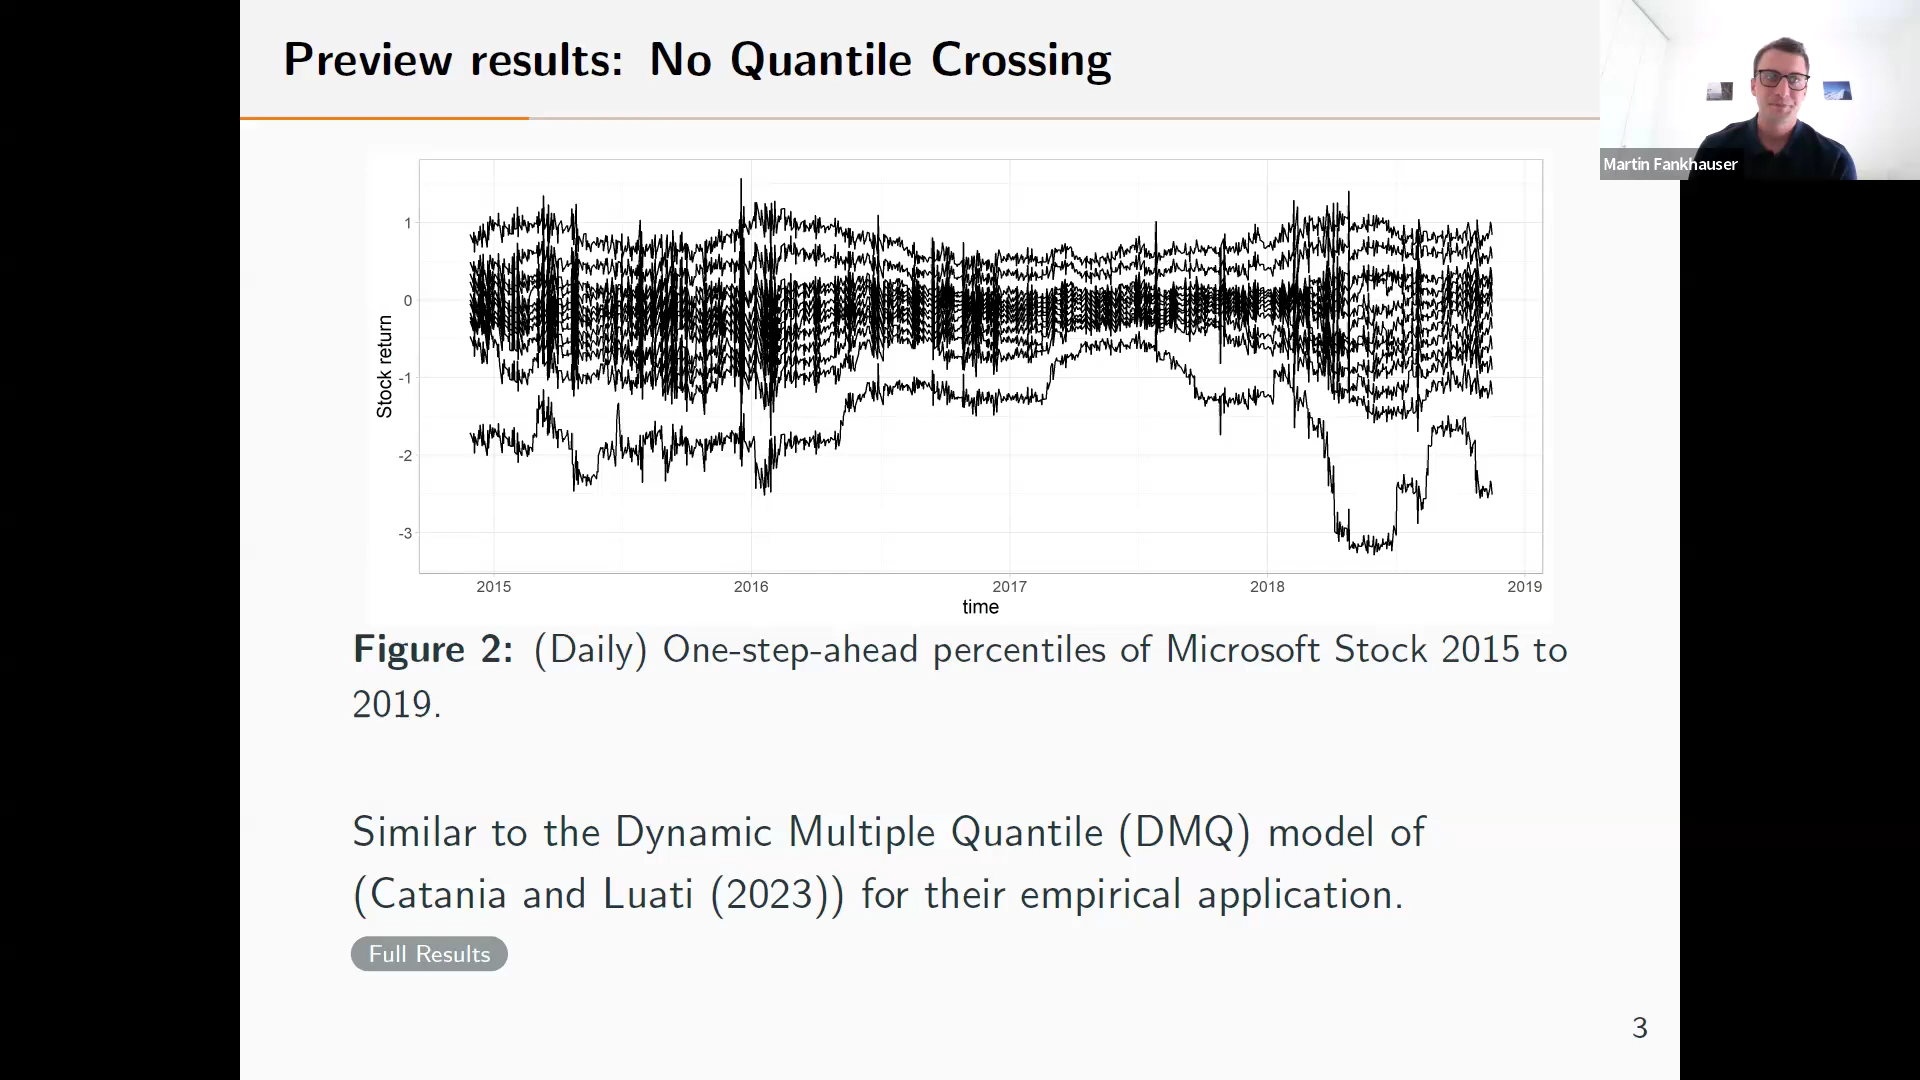 Preview results: No Quantile Crossing
Martin Fankhauser
Stock return
1
0
-1
-2
-3
2015
2016
2017
2018
2019
time
Figure 2: (Daily) One-step-ahead percentiles of Microsoft Stock 2015 to
2019.
Similar to the Dynamic Multiple Quantile (DMQ) model of
(Catania and Luati (2023)) for their empirical application.
Full Results
3